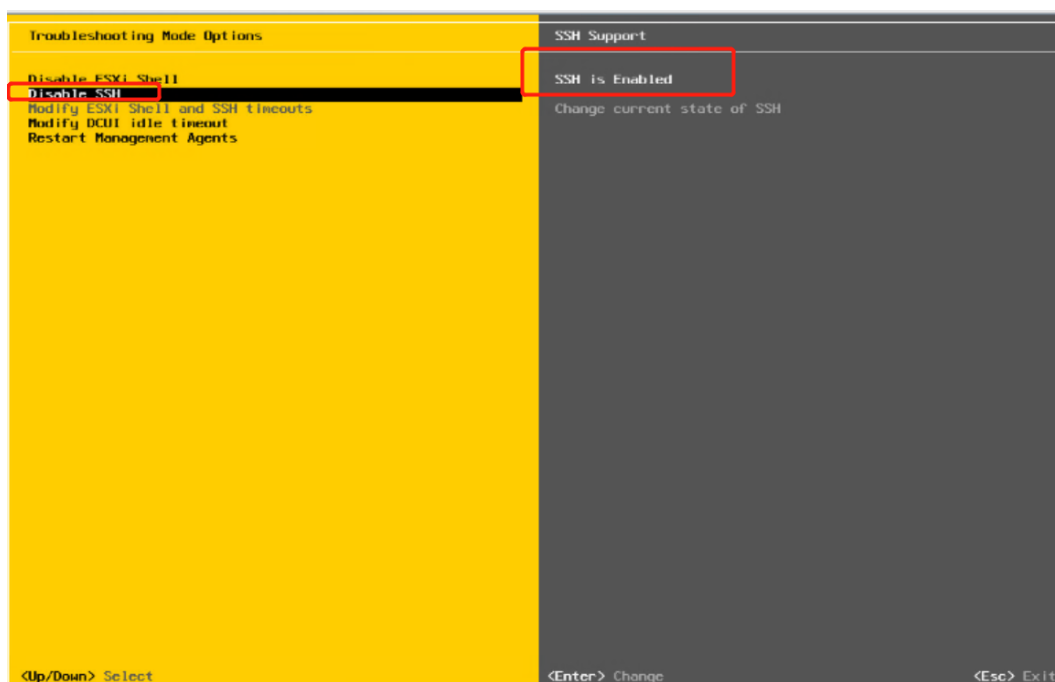 Troubleshooting Mode Options
SSH Support
Disable ESXi Shell
Disable SSH
Modify ESXi Shell and SSH timeouts
Modify DCUI idle timeout
Restart Management Agents
SSH is Enabled
Change current state of SSH
<Up/Down> Select
<Enter> Change
<Esc> Exit